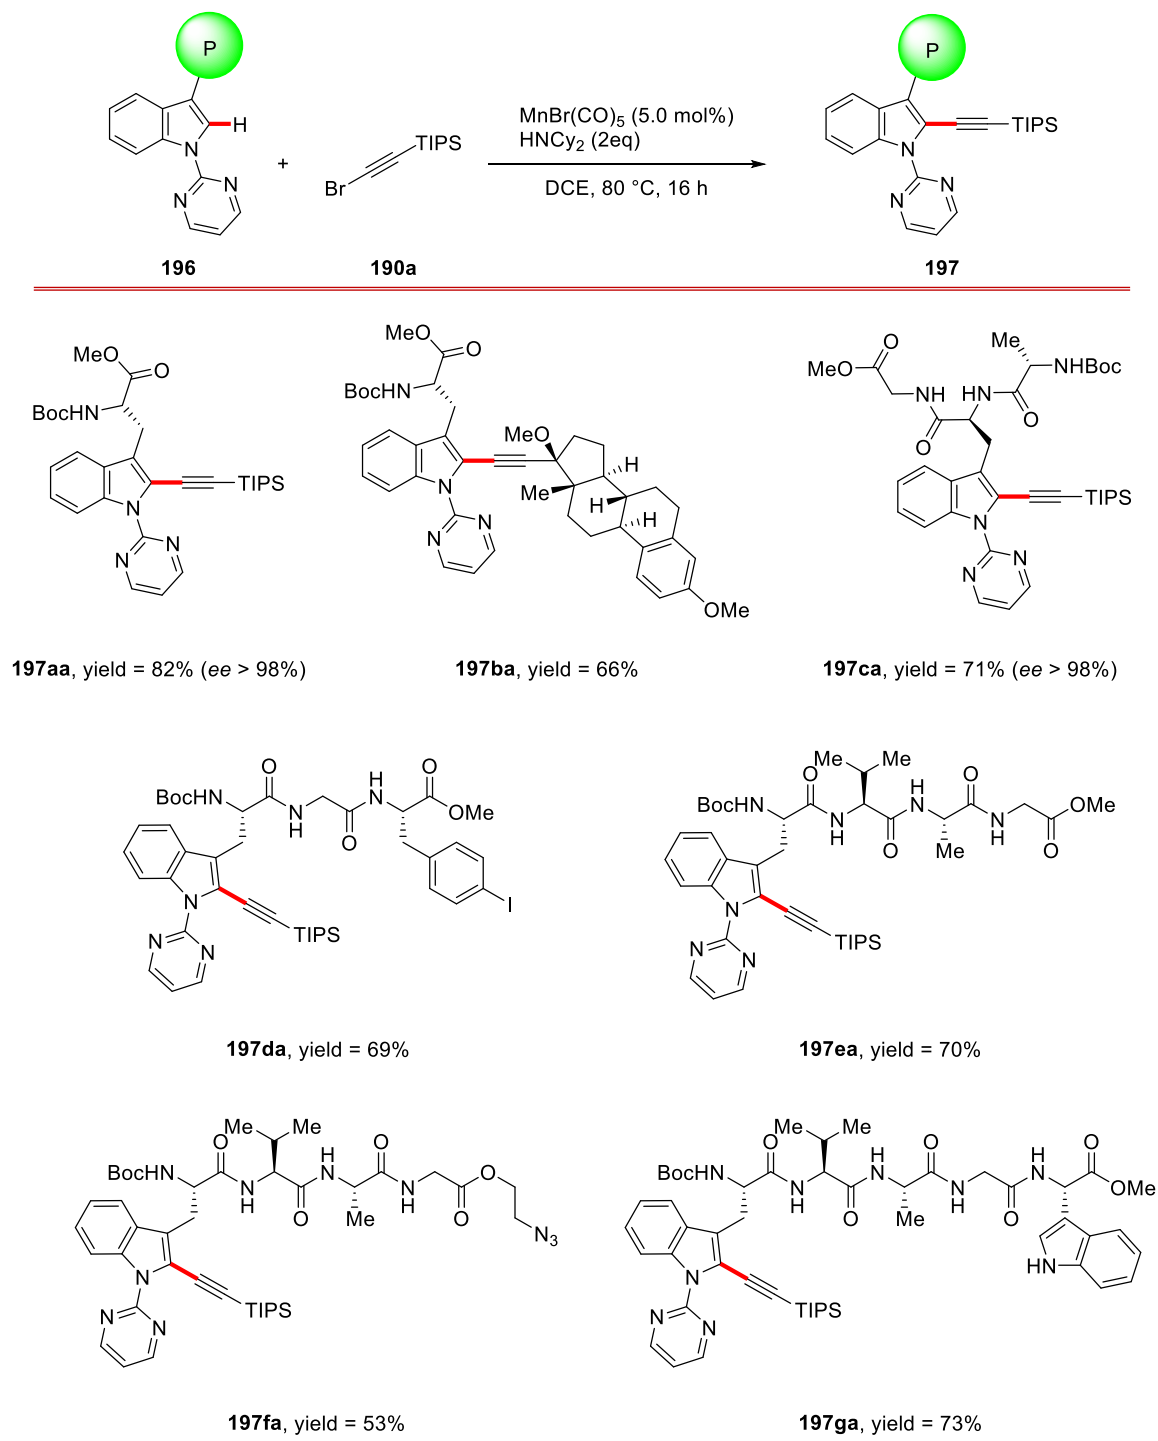 P
H
N
N
N
196
+
Br
TIPS
190a
MnBr(CO)5 (5.0 mol%)
HNCy2 (2eq)
DCE, 80 °C, 16 h
P
TIPS
N
N
N
197
MeO
O
BocHN
TIPS
N
N
N
197aa, yield = 82% (ee > 98%)
MeO
O
BocHN
MeO
H
Me
H
H
N
N
N
OMe
197ba, yield = 66%
Me
O
MeO
NH
HN
NHBoc
O
O
TIPS
N
N
N
197ca, yield = 71% (ee > 98%)
O
H
N
O
BocHN
N
H
O
OMe
N
I
TIPS
N
N
197da, yield = 69%
Me
Me
O
H
N
O
BocHN
OMe
N
H
O
Me
N
H
O
N
TIPS
N
N
197ea, yield = 70%
Me
Me
O
H
N
O
BocHN
O
N
H
O
Me
N
H
O
N3
N
TIPS
N
N
197fa, yield = 53%
Me
Me
O
H
N
O
H
N
O
BocHN
OMe
N
H
O
Me
N
H
O
HN
N
TIPS
N
N
197ga, yield = 73%